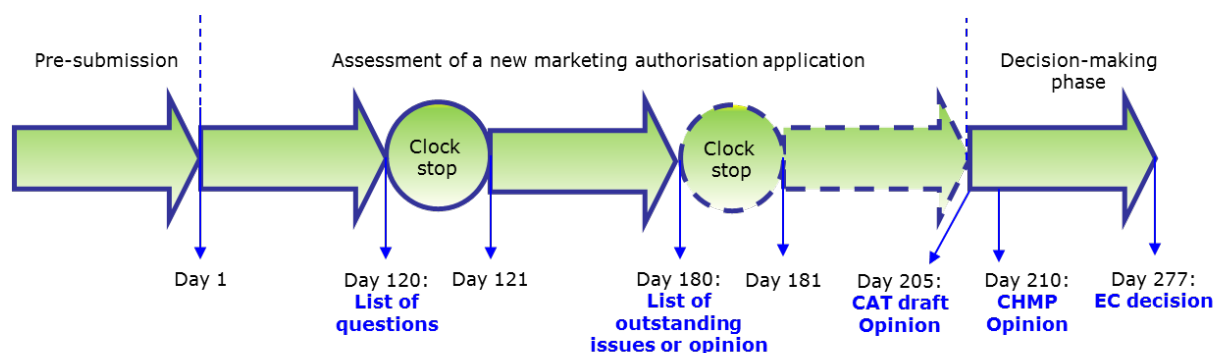 Pre-submission
Assessment of a new marketing authorisation application
Decision-making
phase
Clock
stop
Clock
stop
Day 1
Day 120:
List of
questions
Day 121
Day 180:
List of
outstanding
issues or opinion
Day 181
Day 205:
CAT draft
Opinion
Day 210:
CHMP
Opinion
Day 277:
EC decision